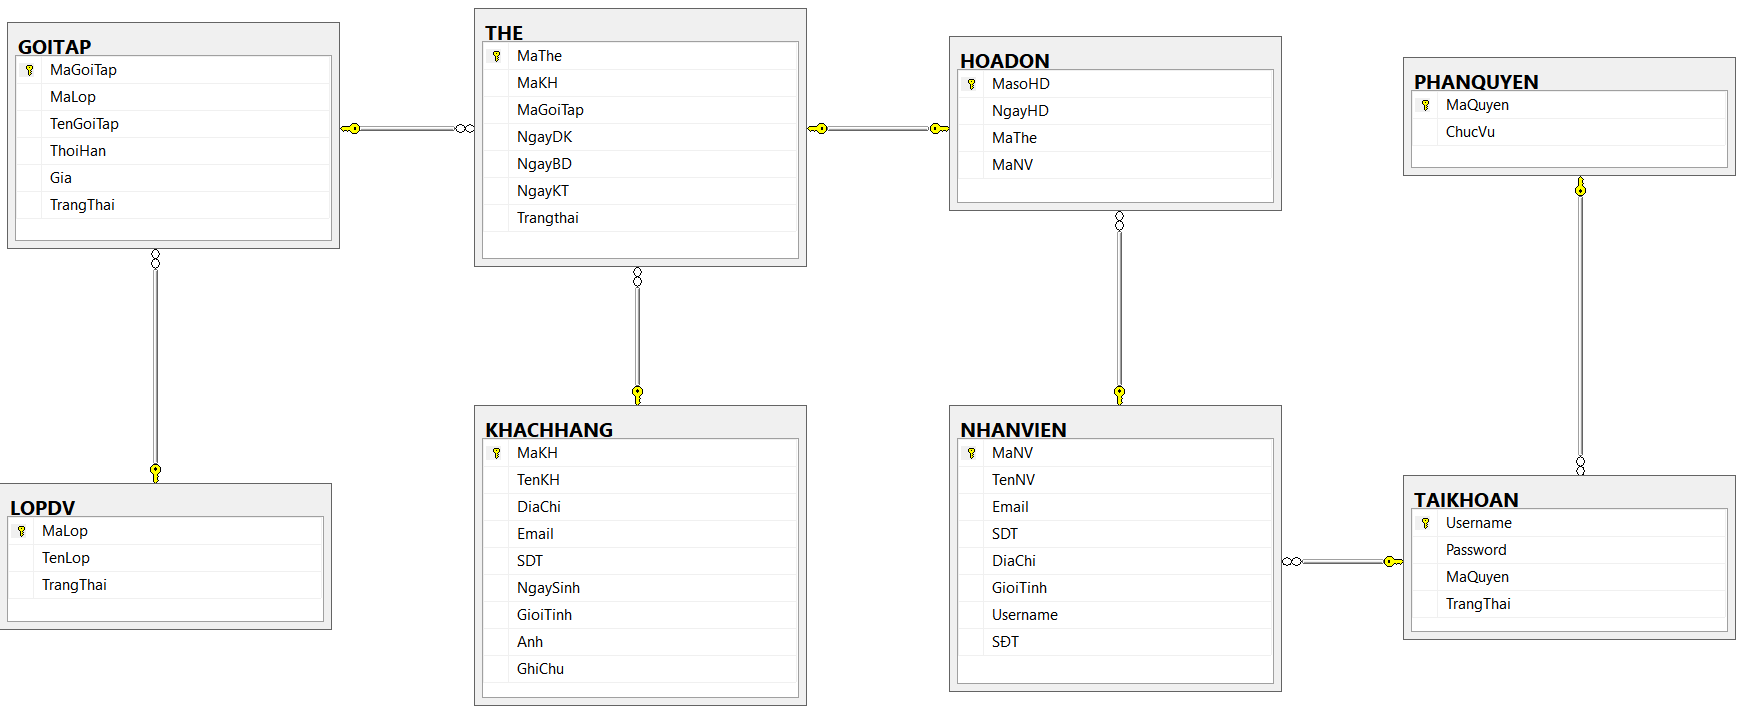 GOITAP
MaGoiTap
MaLop
TenGoiTap
ThoiHan
Gia
TrangThai
THE
MaThe
MaKH
MaGoiTap
NgayDK
NgayBD
NgayKT
Trangthai
HOADON
MasoHD
NgayHD
MaThe
MaNV
PHANQUYEN
MaQuyen
ChucVu
LOPDV
MaLop
TenLop
TrangThai
KHACHHANG
MaKH
TenKH
DiaChi
Email
SDT
NgaySinh
GioiTinh
Anh
GhiChu
NHANVIEN
MaNV
TenNV
Email
SDT
DiaChi
GioiTinh
Username
SĐT
TAIKHOAN
Username
Password
MaQuyen
TrangThai